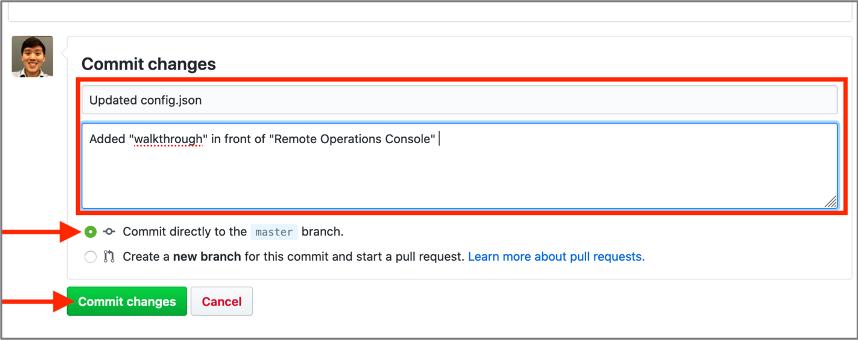 Commit changes
Updated config.json
Added "walkthrough" in front of "Remote Operations Console"
Commit directly to the master branch.
Create a new branch for this commit and start a pull request. Learn more about pull requests.
Commit changes Cancel